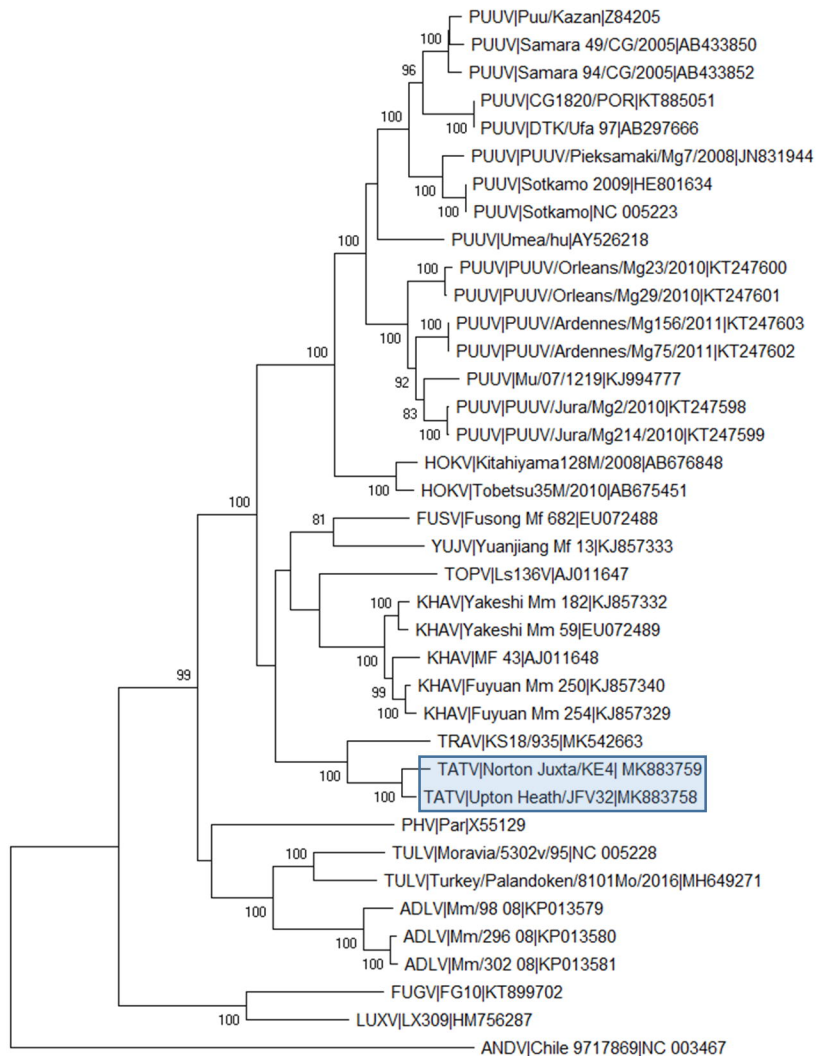 PUUV|Puu/Kazan|Z84205
100
PUUV|Samara 49/CG/2005|AB433850
96
PUUV|Samara 94/CG/2005|AB433852
PUUV|CG1820/POR|KT885051
100
100
PUUV|DTK/Ufa 97|AB297666
PUUV|PUUV/Pieksamaki/Mg7/2008|JN831944
100
PUUV|Sotkamo 2009|HE801634
100
PUUV|Sotkamo|NC 005223
100
PUUV|Umea/hu|AY526218
100
PUUV|PUUV/Orleans/Mg23/2010|KT247600
PUUV|PUUV/Orleans/Mg29/2010|KT247601
100
PUUV|PUUV/Ardennes/Mg156/2011|KT247603
100
100
PUUV|PUUV/Ardennes/Mg75/2011|KT247602
92
PUUV|Mu/07/1219|KJ994777
83
PUUV|PUUV/Jura/Mg2/2010|KT247598
100
PUUV|PUUV/Jura/Mg214/2010|KT247599
HOKV|Kitahiyama128M/2008|AB676848
100
HOKV|Tobetsu35M/2010|AB675451
100
81
FUSV|Fusong Mf 682|EU072488
YUJV|Yuanjiang Mf 13|KJ857333
TOPV|Ls136V|AJ011647
100
KHAV|Yakeshi Mm 182|KJ857332
KHAV|Yakeshi Mm 59|EU072489
100
KHAV|MF 43|AJ011648
99
99
KHAV|Fuyuan Mm 250|KJ857340
100
KHAV|Fuyuan Mm 254|KJ857329
TRAV|KS18/935|MK542663
TATV|Norton Juxta/KE4| MK883759
100
TATV|Upton Heath/JFV32|MK883758
PHV|Par|X55129
100
TULV|Moravia/5302v/95|NC 005228
TULV|Turkey/Palandoken/8101Mo/2016|MH649271
100
ADLV|Mm/98 08|KP013579
100
ADLV|Mm/296 08|KP013580
100
ADLV|Mm/302 08|KP013581
FUGV|FG10|KT899702
100
LUXV|LX309|HM756287
ANDV|Chile 9717869|NC 003467